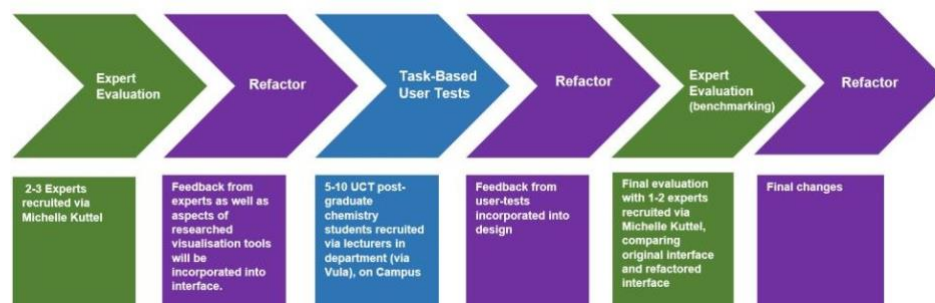 Expert
Evaluation
Refactor
Task-Based
User Tests
Refactor
Expert
Evaluation
(benchmarking)
Refactor
2-3 Experts
recruited via
Michelle Kuttel
Feedback from
experts as well as
aspects of
researched
visualisation tools
will be
incorporated into
interface.
5-10 UCT post-
graduate
chemistry
students recruited
via lecturers in
department (via
Vula), on Campus
Feedback from
user-tests
incorporated into
design
Final evaluation
with 1-2 experts
recruited via
Michelle Kuttel,
comparing
original interface
and refactored
interface
Final changes